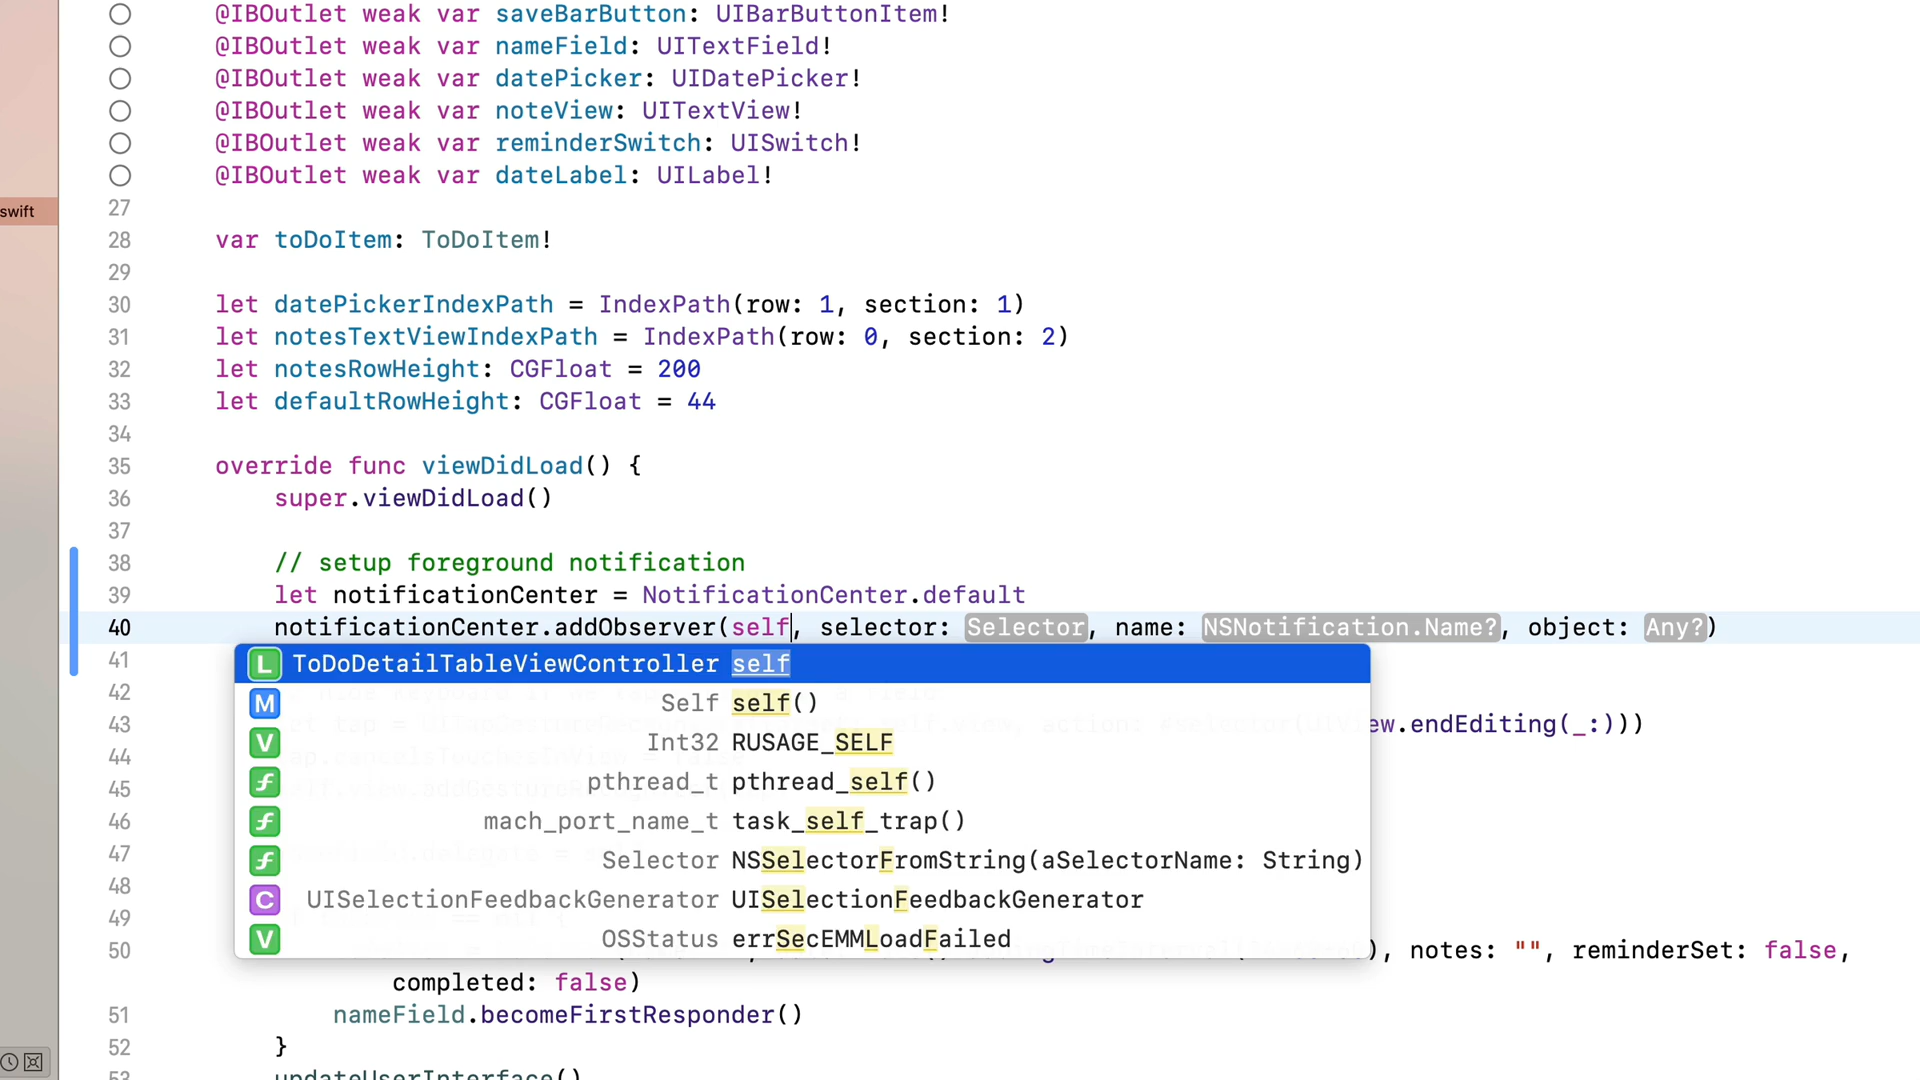 @IBOutlet weak var saveBarButton: UIBarButtonItem!
@IBOutlet weak var nameField: UITextField!
@IBOutlet weak var datePicker: UIDatePicker!
@IBOutlet weak var noteView: UITextView!
@IBOutlet weak var reminderSwitch: UISwitch!
@IBOutlet weak var dateLabel: UILabel!
swift
27
28 var toDoItem: ToDoItem!
29
30 let datePickerIndexPath = IndexPath(row: 1, section: 1)
31 let notesTextViewIndexPath = IndexPath(row: 0, section: 2)
32 let notesRowHeight: CGFloat = 200
33 let defaultRowHeight: CGFloat = 44
34
35 override func viewDidLoad() {
36 super.viewDidLoad()
37
38 // setup foreground notification
39 let notificationCenter = NotificationCenter.default
40 notificationCenter.addObserver(self, selector: Selector, name: NSNotification.Name?, object: Any?)
41
L ToDoDetailTableViewController self
42
M Self self()
43 ew.endEditing(_:)))
V Int32 RUSAGE_SELF
44
f pthread_t pthread_self()
45
f mach_port_name_t task_self_trap()
46
47
f Selector NSSelectorFromString(aSelectorName: String)
48
C UISelectionFeedbackGenerator UISelectionFeedbackGenerator
49
V OSStatus errSecEMMLoadFailed
50 ), notes: "", reminderSet: false,
completed: false)
51 nameField.becomeFirstResponder()
52 }
53 updateUserInterface()